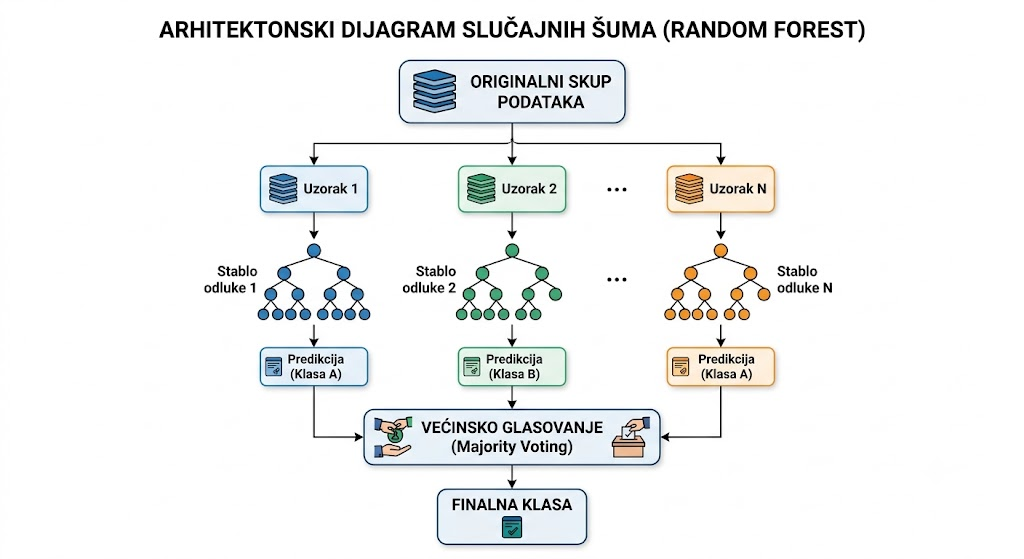 ARHITEKTONSKI DIJAGRAM SLUČAJNIH ŠUMA (RANDOM FOREST)
ORIGINALNI SKUP
PODATAKA
Uzorak 1
Uzorak 2
...
Uzorak N
Stablo
odluke 1
Stablo
odluke 2
...
Stablo
odluke N
Predikcija
(Klasa A)
Predikcija
(Klasa B)
Predikcija
(Klasa A)
VEĆINSKO GLASOVANJE
(Majority Voting)
FINALNA KLASA